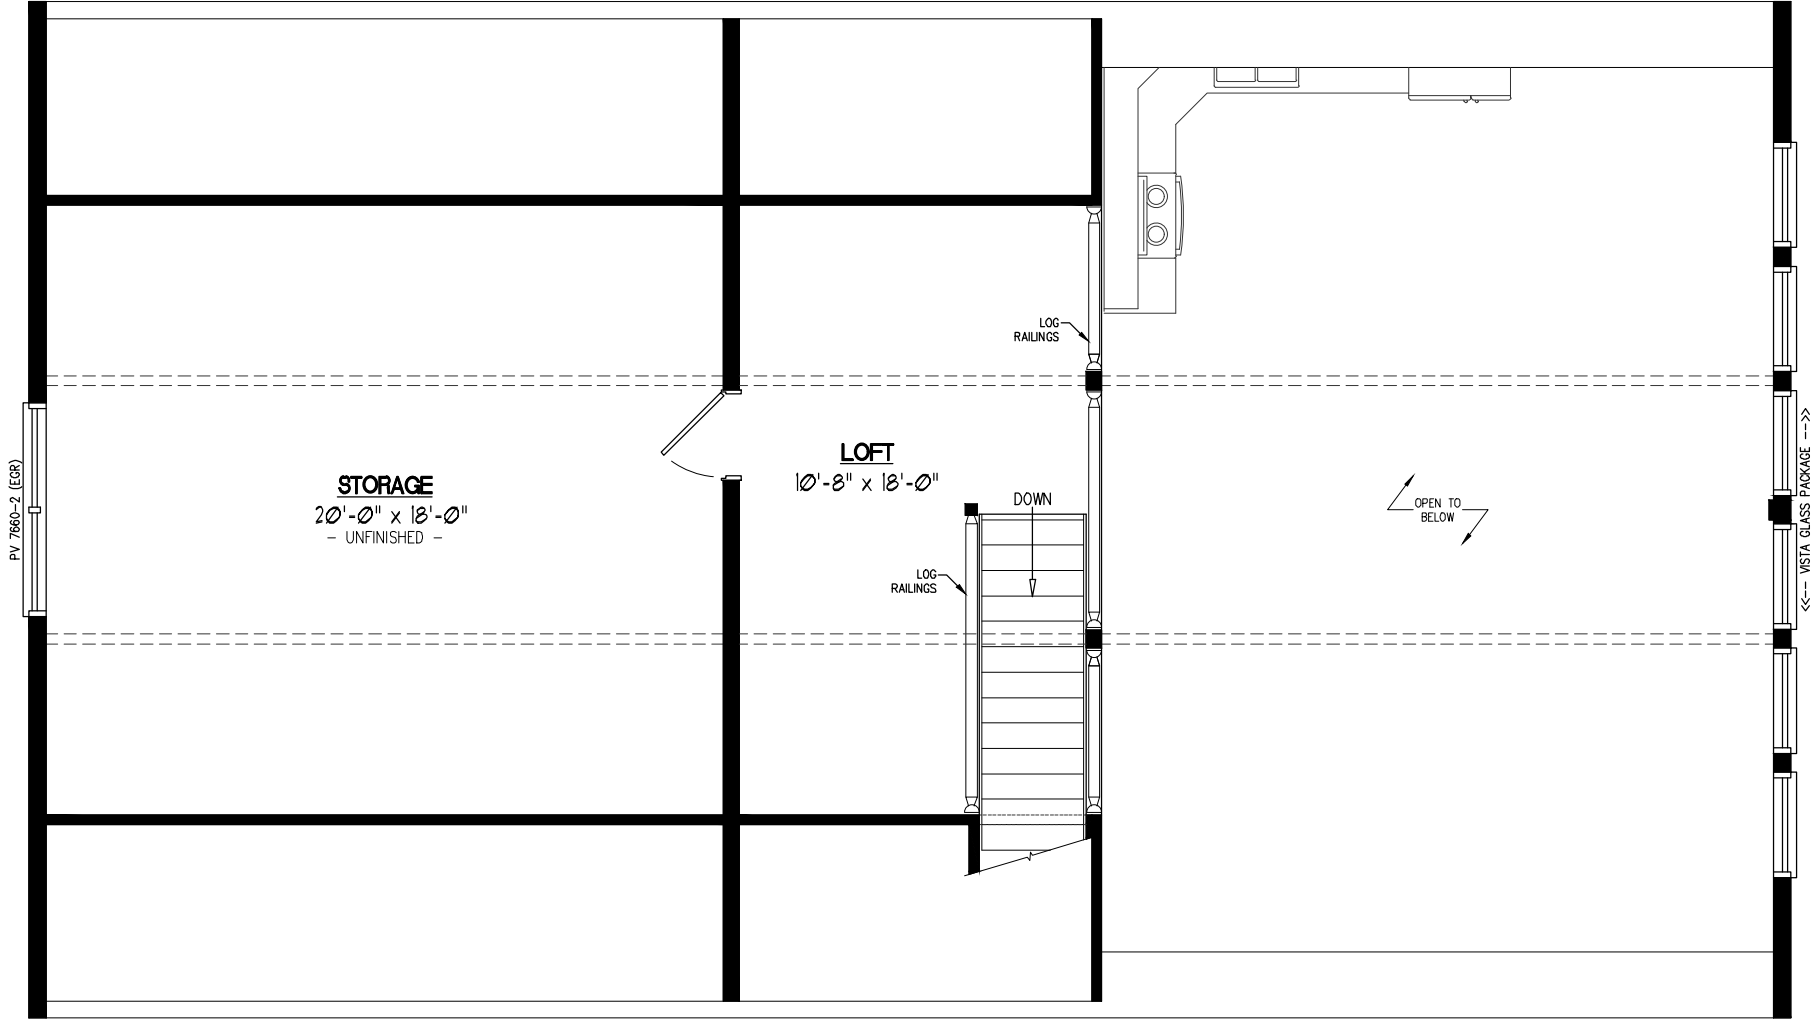 LOG
RAILINGS
LOFT
10'-8" x 18'-0"
STORAGE
20'-0" x 18'-0"
- UNFINISHED -
DOWN
OPEN TO
BELOW
LOG
RAILINGS
PV 7660-2 (EGR)
<<-- VISTA GLASS PACKAGE -->>